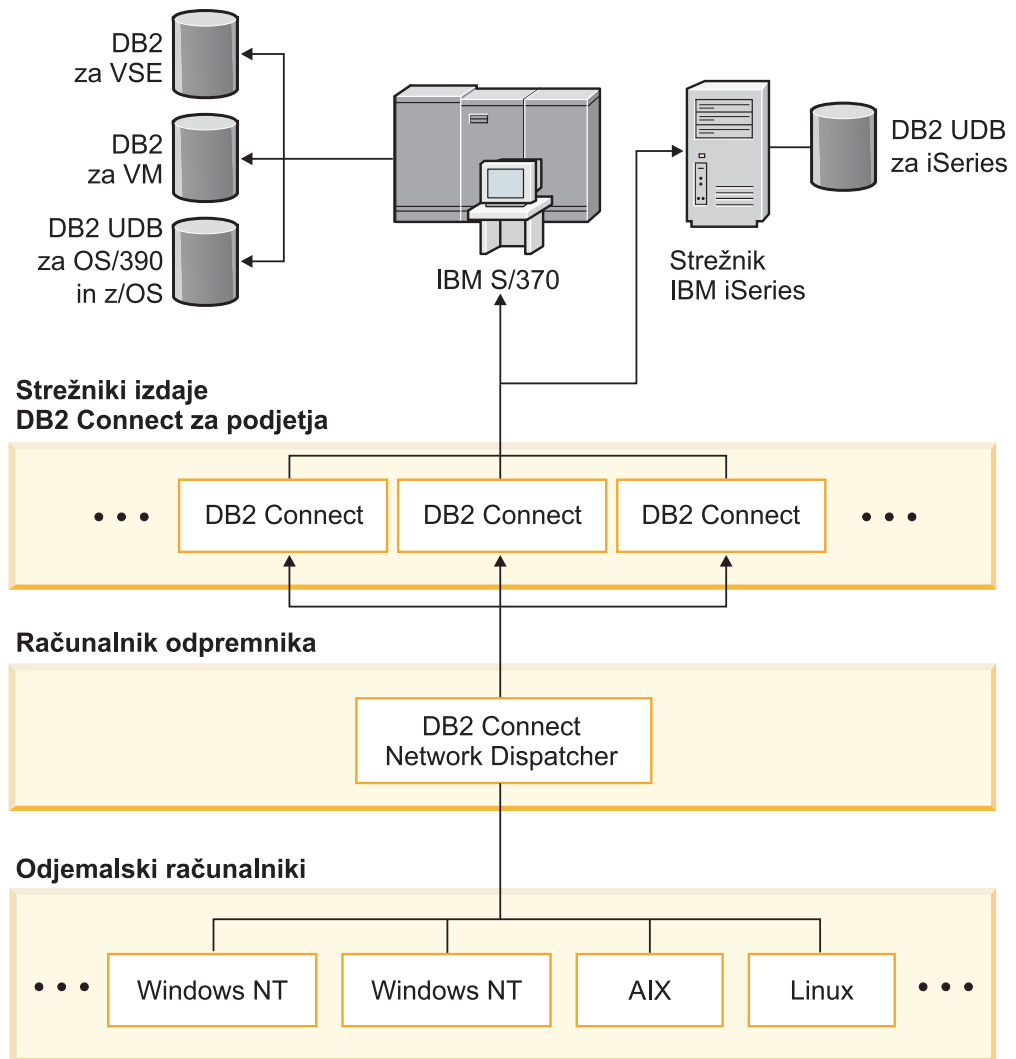 DB2
za VSE
DB2
za VM
DB2 UDB
za OS/390
in z/OS
IBM S/370
DB2 UDB
za iSeries
Strežnik
IBM iSeries
Strežniki izdaje
DB2 Connect za podjetja
• • •
DB2 Connect
DB2 Connect
DB2 Connect
• • •
Računalnik odpremnika
DB2 Connect
Network Dispatcher
Odjemalski računalniki
• • •
Windows NT
Windows NT
AIX
Linux
• • •